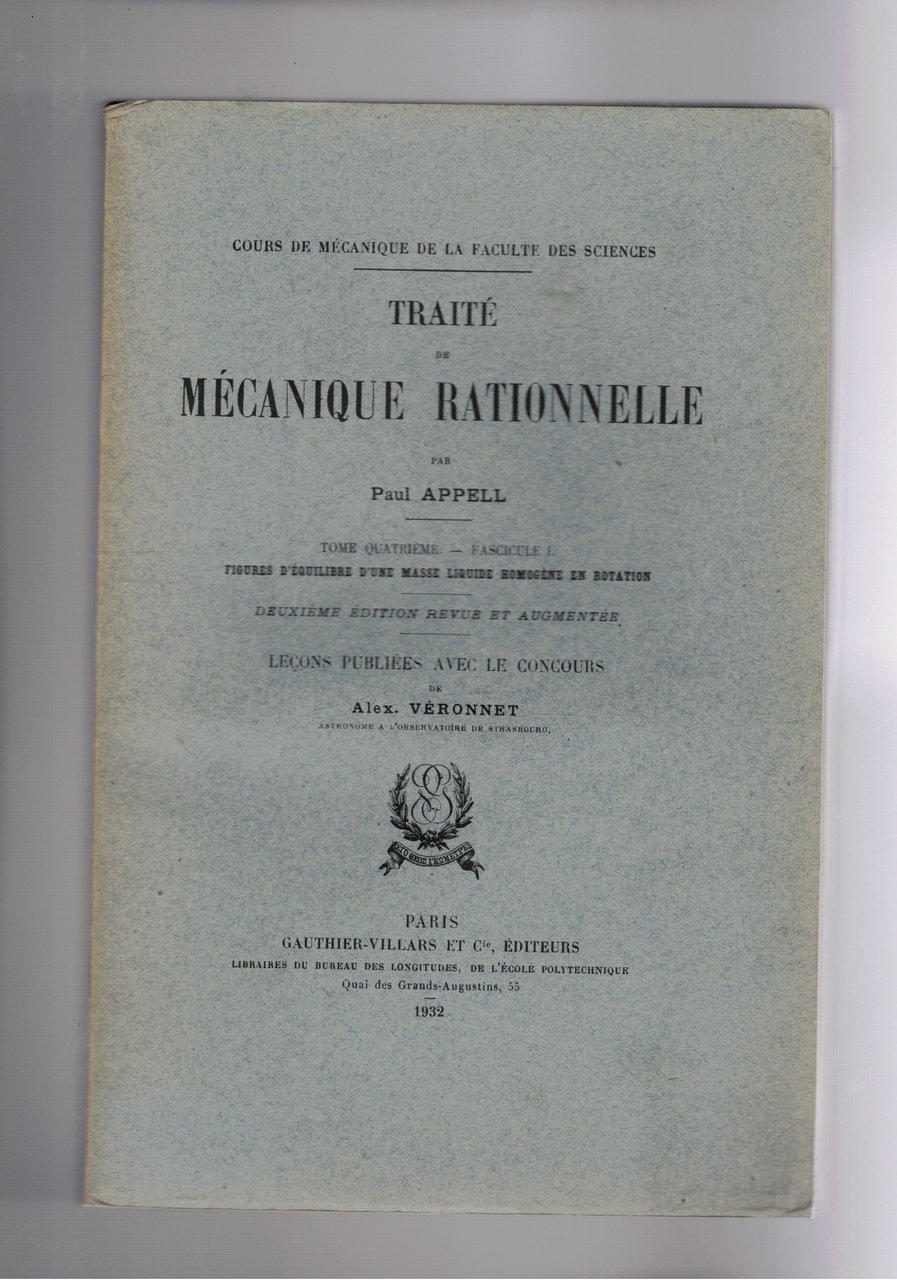 COURS DE MÉCANIQUE DE LA FACULTE DES SCIENCES
TRAITÉ
DE
MÉCANIQUE RATIONNELLE
PAR
Paul APPELL
TOME QUATRIÈME. — FASCICULE I.
FIGURES D'ÉQUILIBRE D'UNE MASSE LIQUIDE HOMOGÈNE EN ROTATION
DEUXIÈME ÉDITION REVUE ET AUGMENTÉE
LEÇONS PUBLIÉES AVEC LE CONCOURS
DE
Alex. VÉRONNET
ASTRONOME A L'OBSERVATOIRE DE STRASBOURG.
PARIS
GAUTHIER-VILLARS ET Cie, ÉDITEURS
LIBRAIRES DU BUREAU DES LONGITUDES, DE L'ÉCOLE POLYTECHNIQUE
Quai des Grands-Augustins, 55
1932